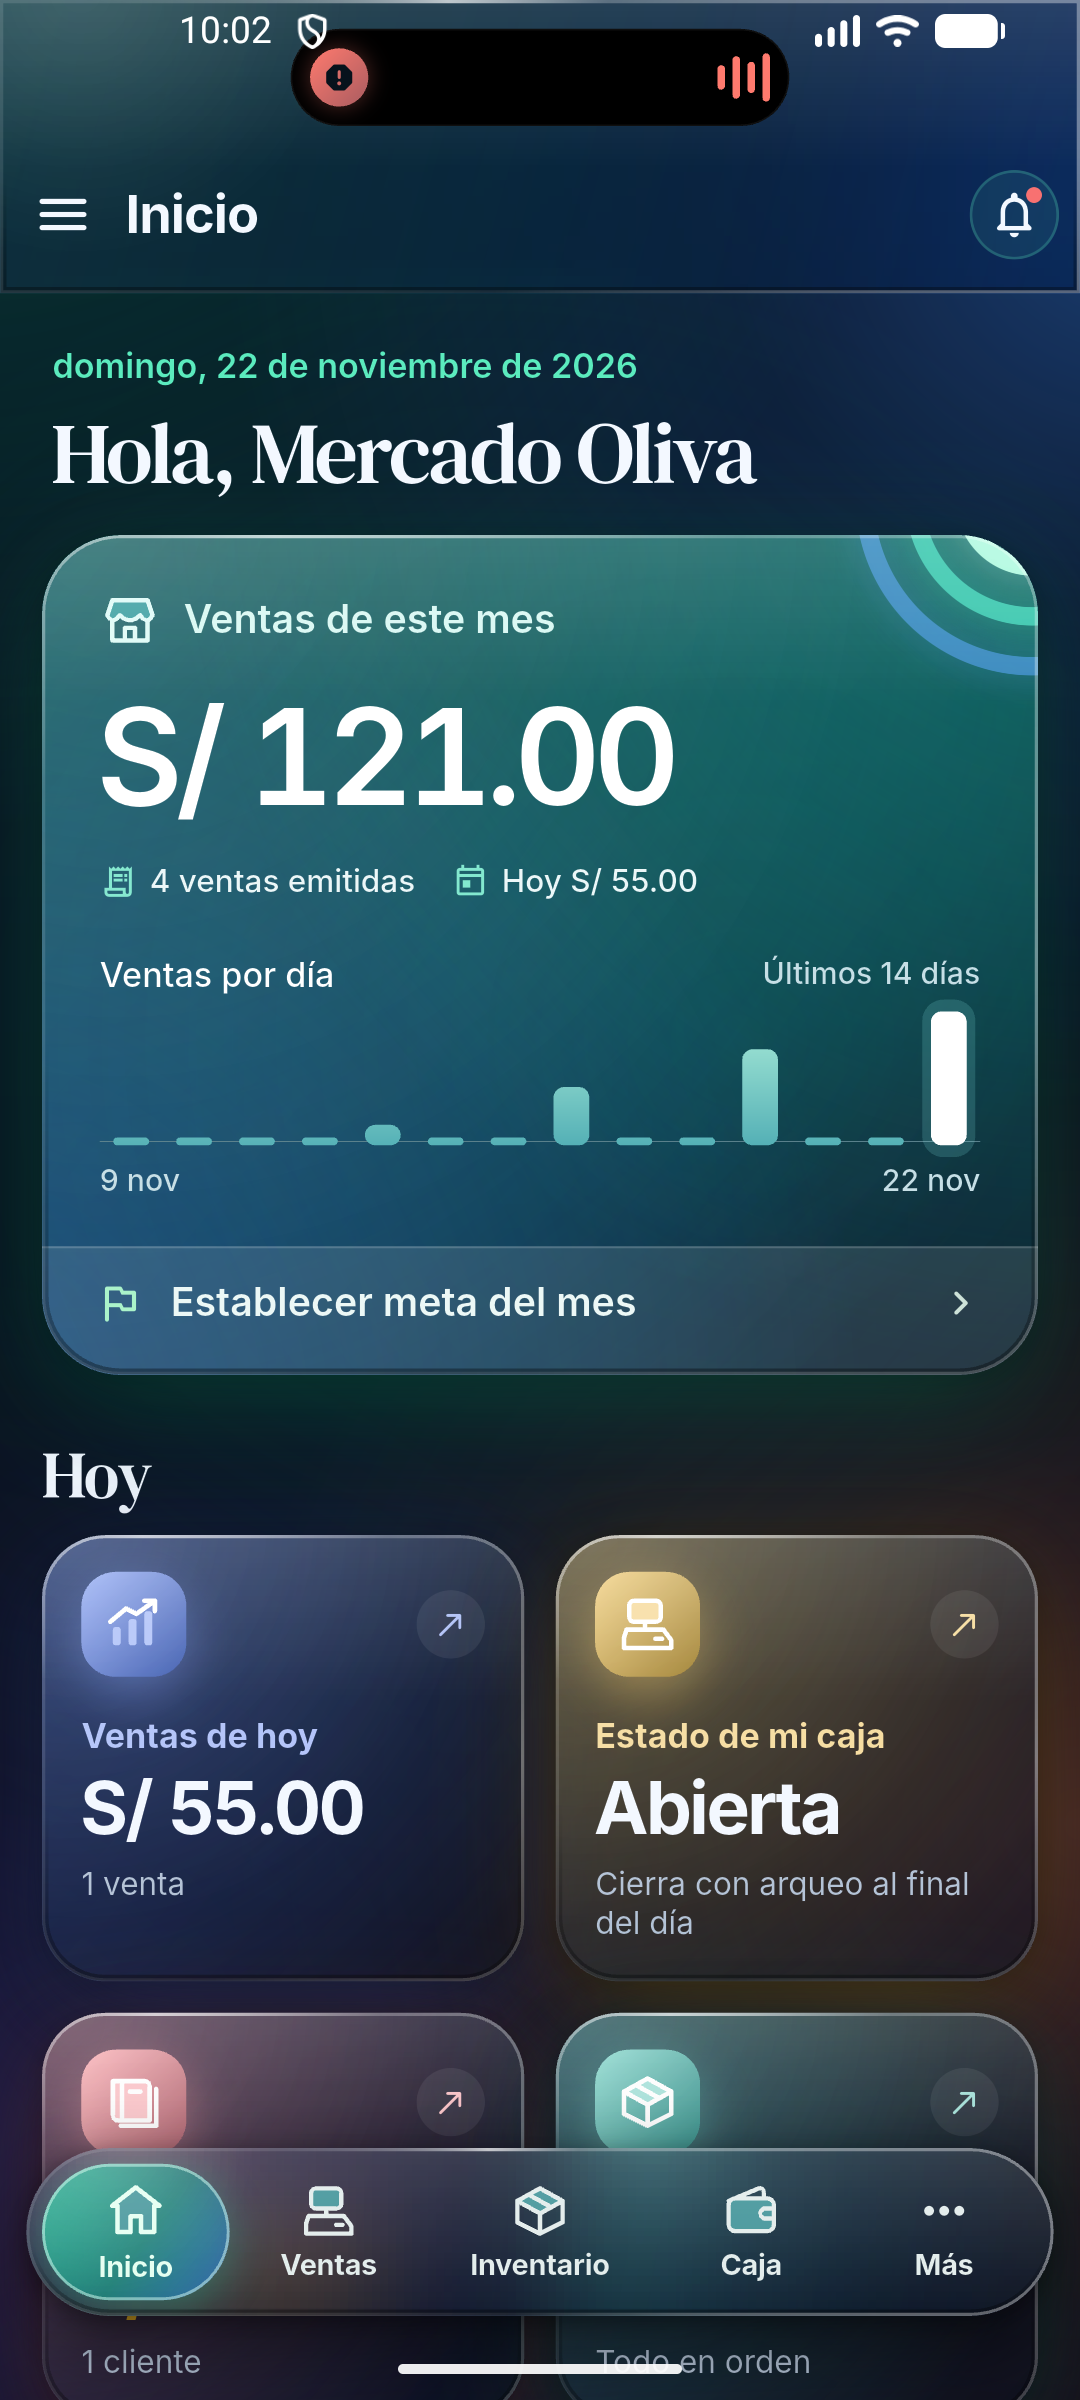 10:02
Inicio
domingo, 22 de noviembre de 2026
Hola, Mercado Oliva
Ventas de este mes
S/ 121.00
4 ventas emitidas
Hoy S/ 55.00
Ventas por día
Últimos 14 días
9 nov
22 nov
Establecer meta del mes
Hoy
Ventas de hoy
S/ 55.00
1 venta
Estado de mi caja
Abierta
Cierra con arqueo al final
del día
Inicio
Ventas
Inventario
Caja
Más
1 cliente
Todo en orden